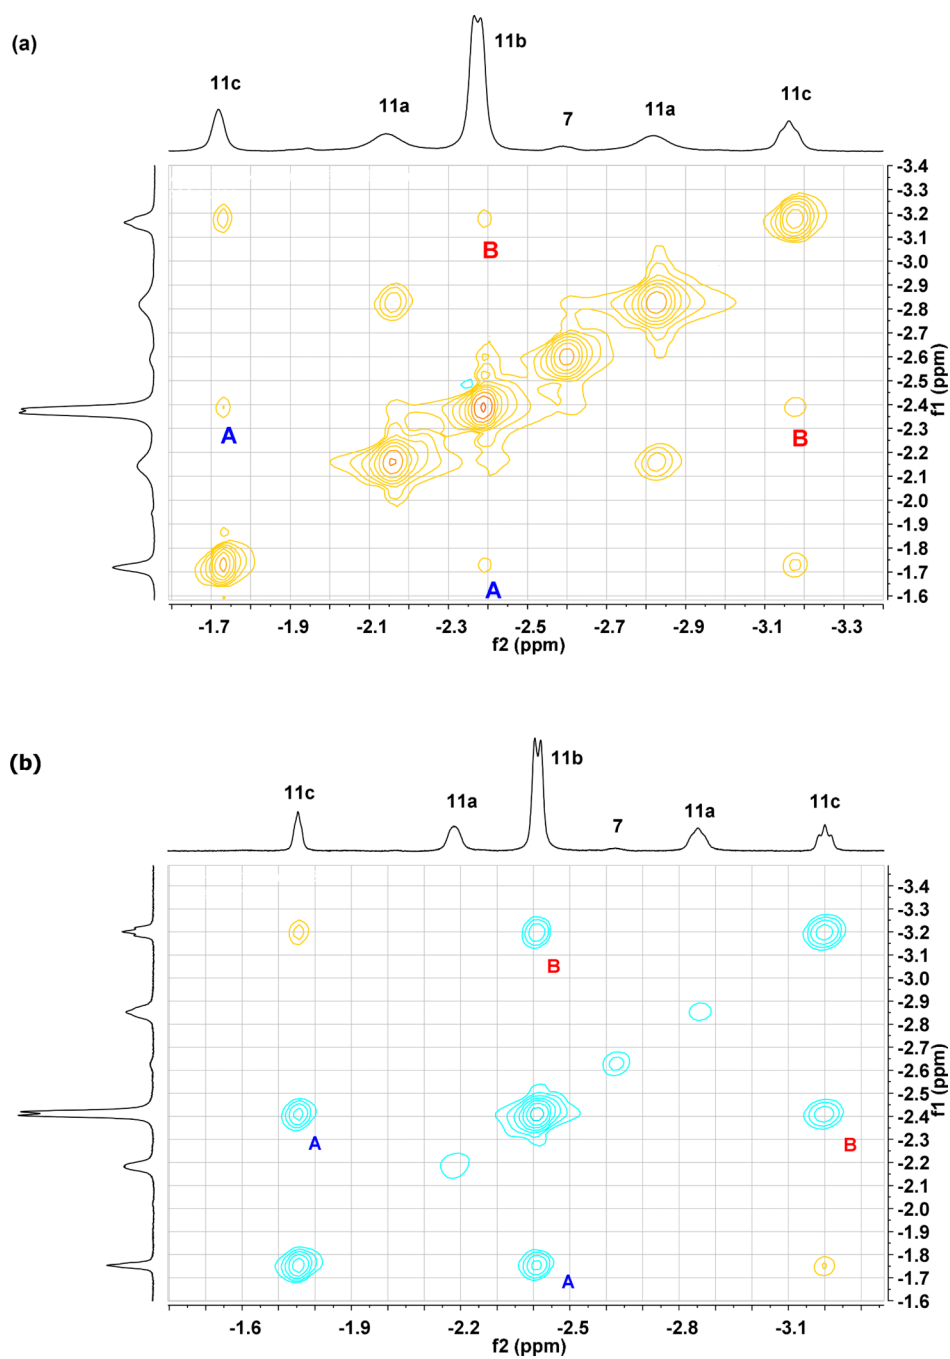 (a)
11b
11c
11a
7
11a
11c
-3.4
-3.3
-3.2
-3.1
-3.0
-2.9
-2.8
-2.7
-2.6
-2.5
-2.4
-2.3
-2.2
-2.1
-2.0
-1.9
-1.8
-1.7
-1.6
f1 (ppm)
B
A
B
A
-1.7 -1.9 -2.1 -2.3 -2.5 -2.7 -2.9 -3.1 -3.3
f2 (ppm)
(b)
11b
11c
11a
7
11a
11c
-3.4
-3.3
-3.2
-3.1
-3.0
-2.9
-2.8
-2.7
-2.6
-2.5
-2.4
-2.3
-2.2
-2.1
-2.0
-1.9
-1.8
-1.7
-1.6
f1 (ppm)
B
A
B
A
-1.6 -1.9 -2.2 -2.5 -2.8 -3.1
f2 (ppm)